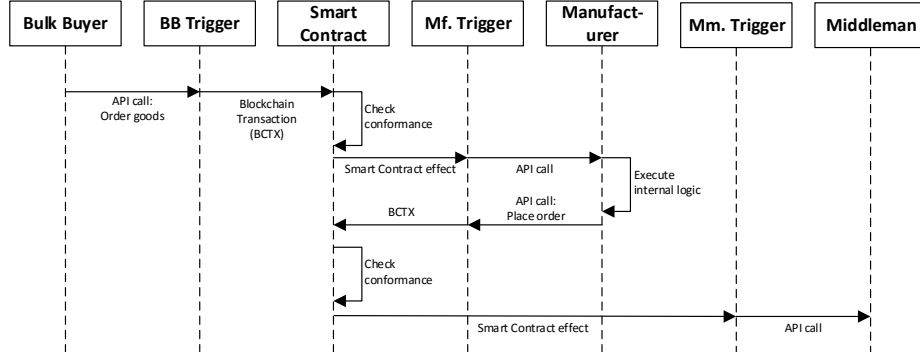 Bulk Buyer
BB Trigger
Smart
Contract
Mf. Trigger
Manufact-
urer
Mm. Trigger
Middleman
API call:
Order goods
Blockchain
Transaction
(BCTX)
Check
conformance
Smart Contract effect
API call
Execute
internal logic
BCTX
API call:
Place order
Check
conformance
Smart Contract effect
API call